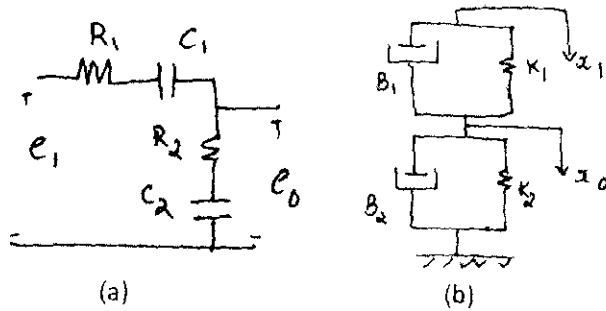 R₁ C₁
e₁ R₂ C₂ e₀
(a)
B₁ K₁ x₁
B₂ K₂ x₀
(b)